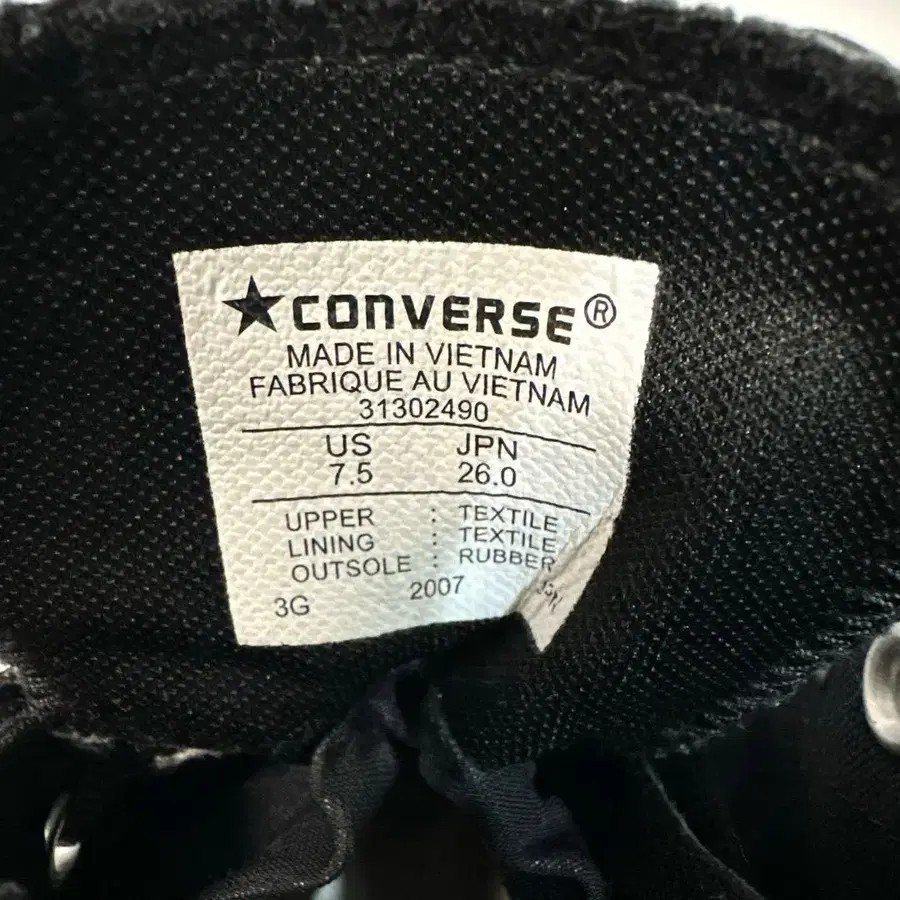 ★CONVERSE®
MADE IN VIETNAM
FABRIQUE AU VIETNAM
31302490
US JPN
7.5 26.0
UPPER : TEXTILE
LINING : TEXTILE
OUTSOLE : RUBBER
3G 2007